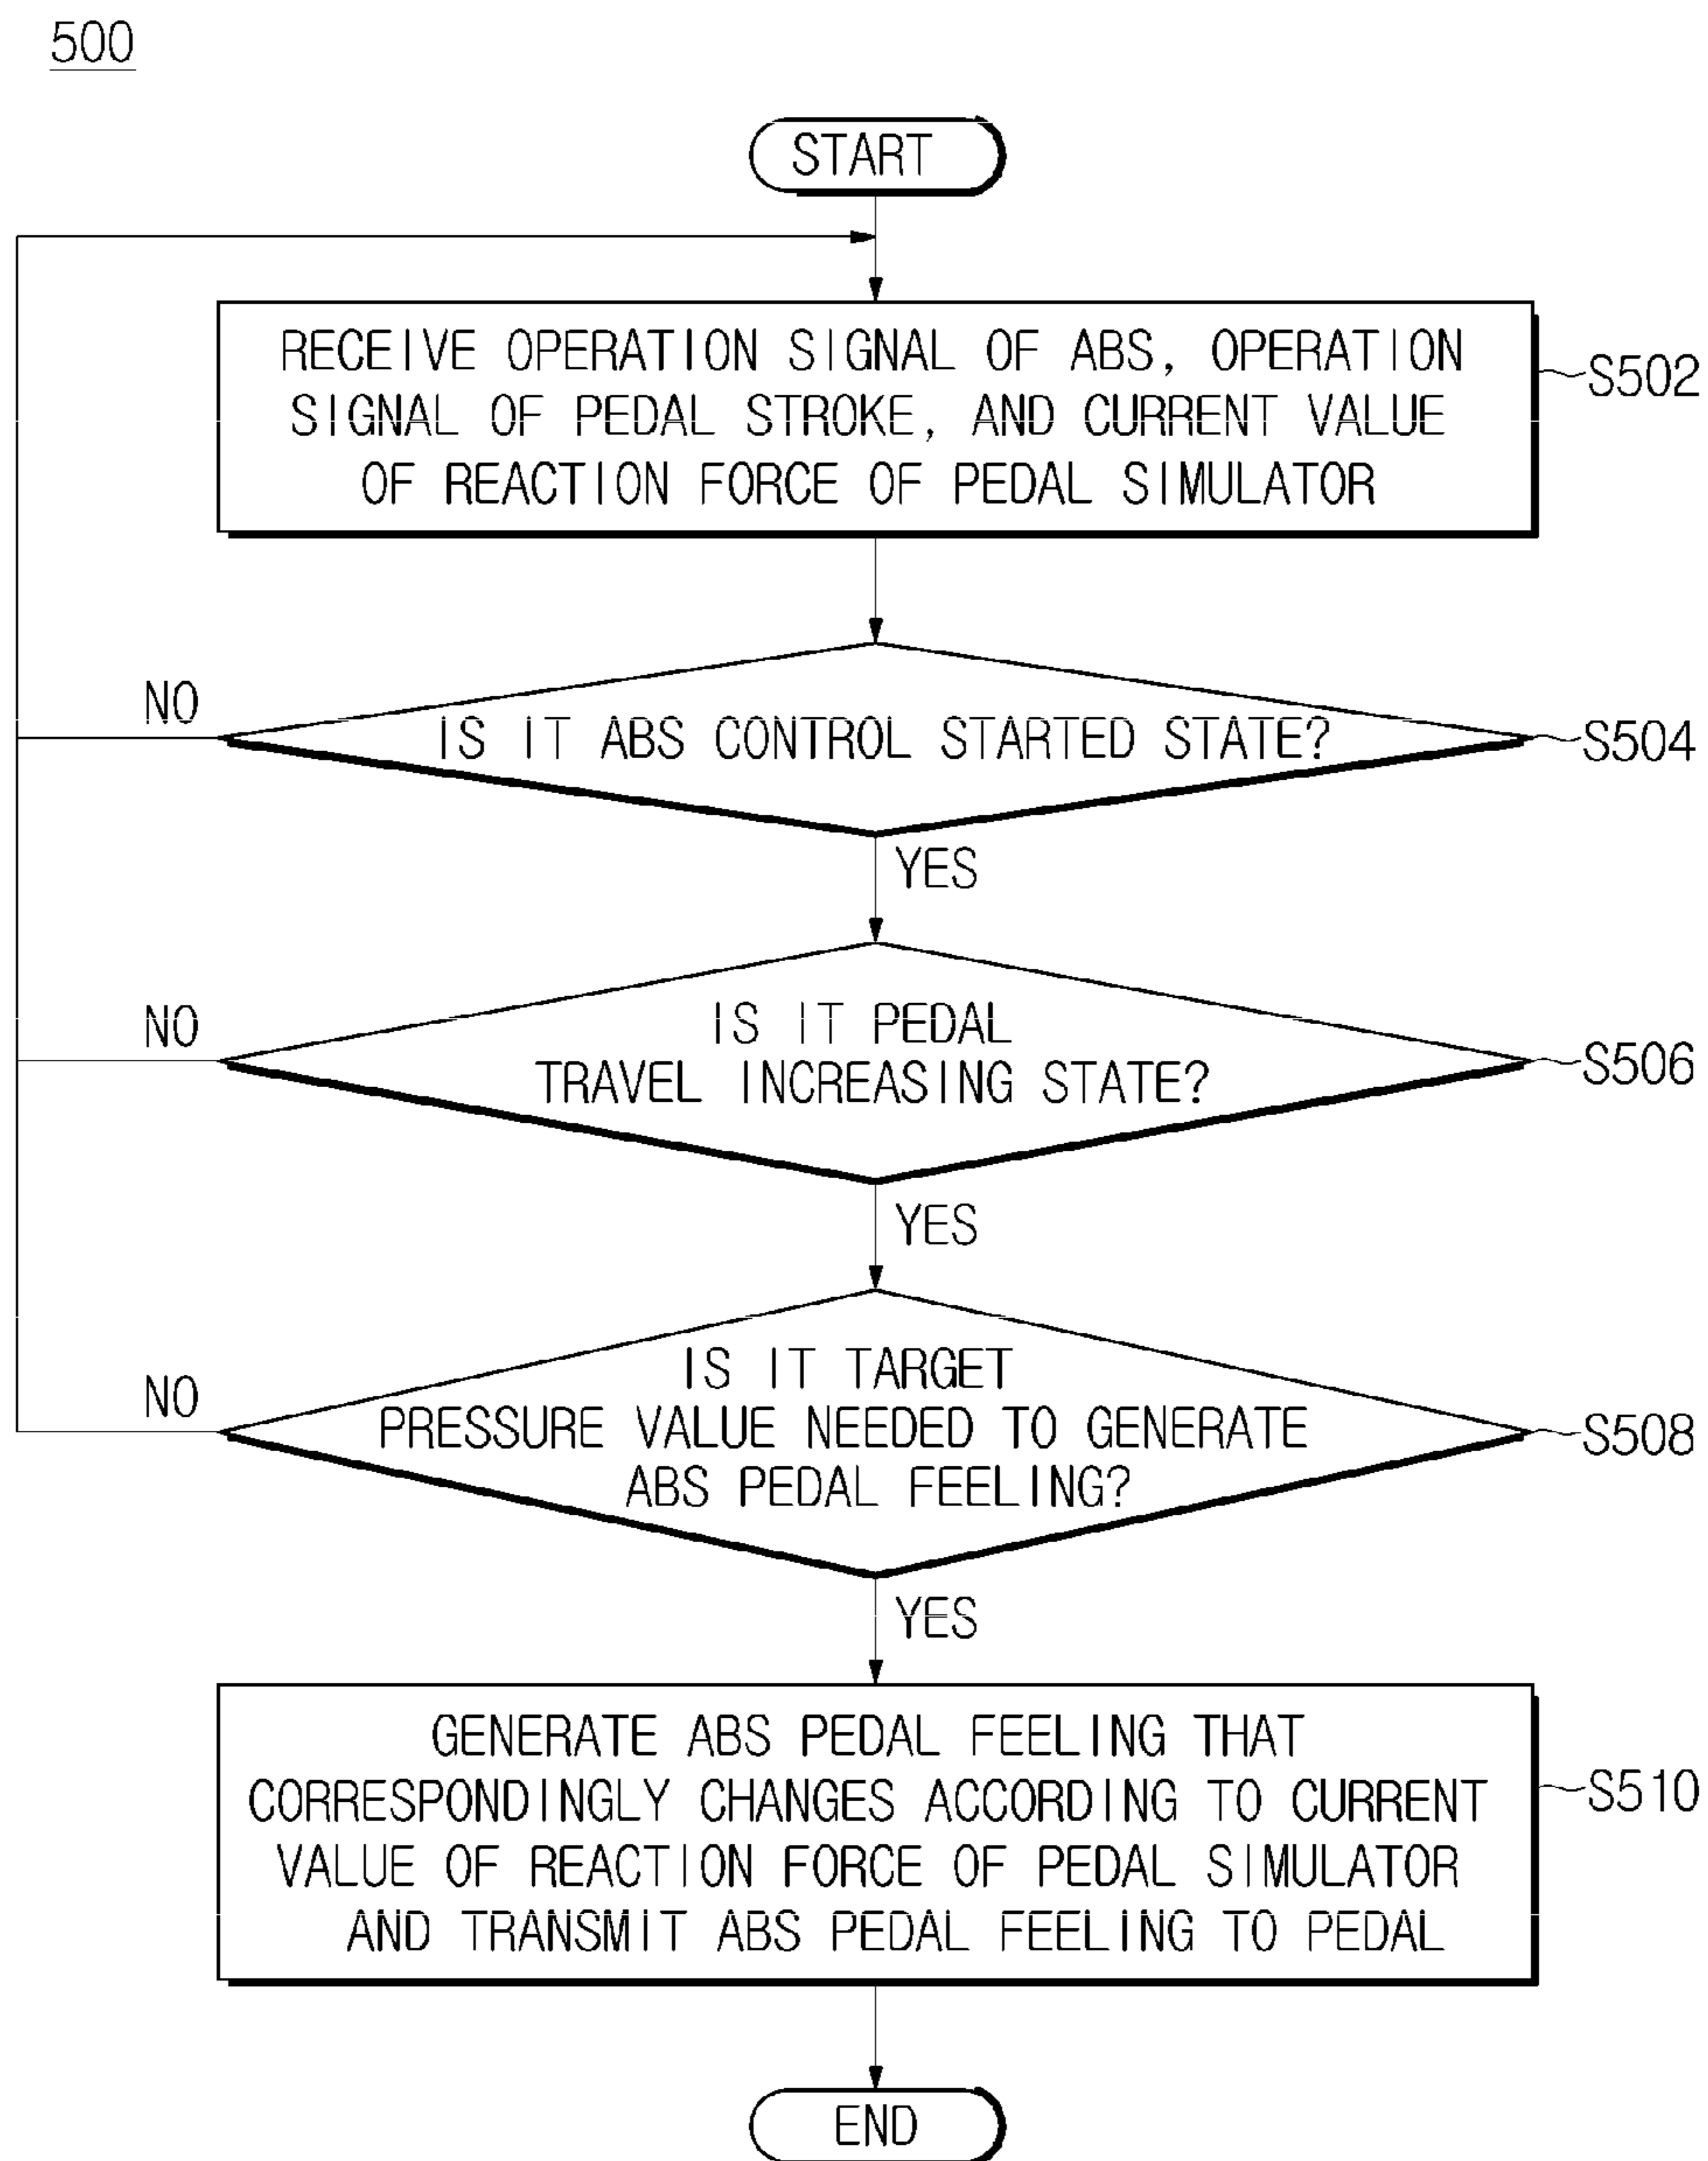 500
START
RECEIVE OPERATION SIGNAL OF ABS, OPERATION
SIGNAL OF PEDAL STROKE, AND CURRENT VALUE
OF REACTION FORCE OF PEDAL SIMULATOR
S502
NO
IS IT ABS CONTROL STARTED STATE?
S504
YES
NO
IS IT PEDAL
TRAVEL INCREASING STATE?
S506
YES
NO
IS IT TARGET
PRESSURE VALUE NEEDED TO GENERATE
ABS PEDAL FEELING?
S508
YES
GENERATE ABS PEDAL FEELING THAT
CORRESPONDINGLY CHANGES ACCORDING TO CURRENT
VALUE OF REACTION FORCE OF PEDAL SIMULATOR
AND TRANSMIT ABS PEDAL FEELING TO PEDAL
S510
END